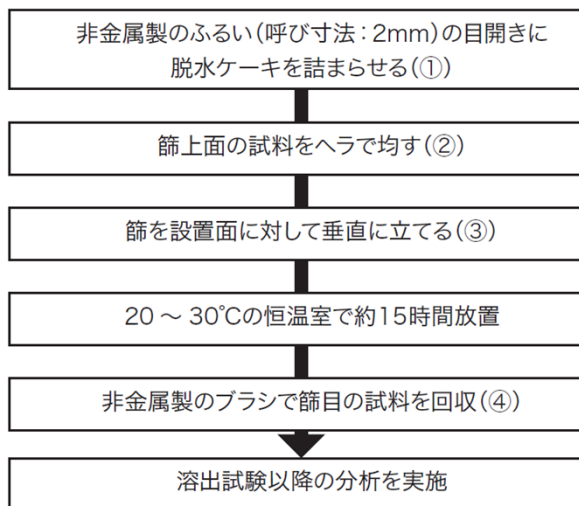 非金属製のふるい（呼び寸法：2mm）の目開きに
脱水ケーキを詰まらせる（①）
篩上面の試料をヘラで均す（②）
篩を設置面に対して垂直に立てる（③）
20 ～ 30℃の恒温室で約15時間放置
非金属製のブラシで篩目の試料を回収（④）
溶出試験以降の分析を実施